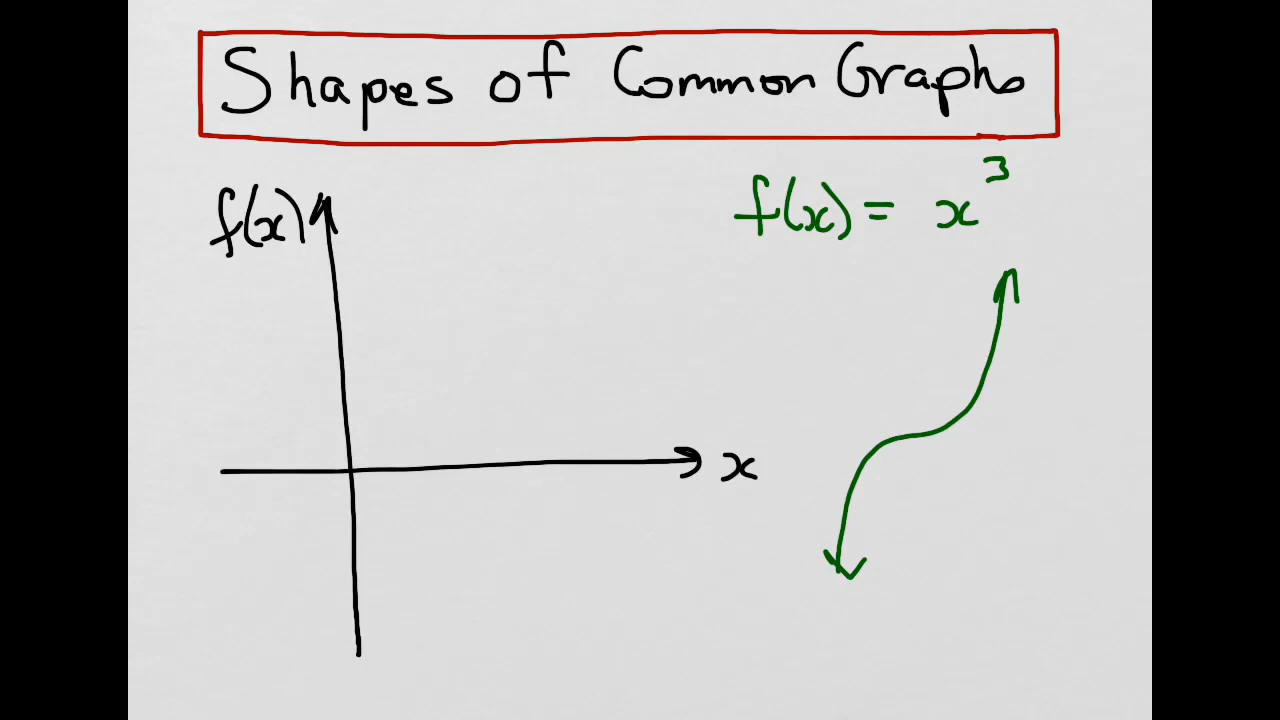 Shapes of Common Graphs
f(x)
f(x) = x³
x